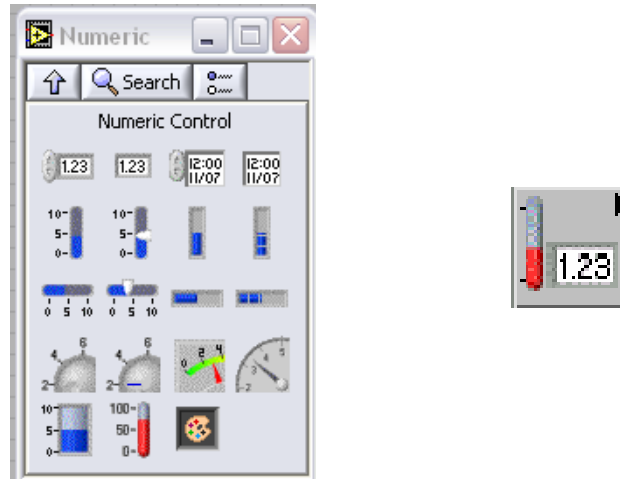 Numeric
Search
Numeric Control
1.23 1.23 12:00 12:00
11/07 11/07
10- 10-
5- 5-
0- 0-
0 5 10 0 5 10
4 6 4 6 0 2 4 3 4 5
2- 2- 2
10- 100-
5- 50-
0- 0-
1.23